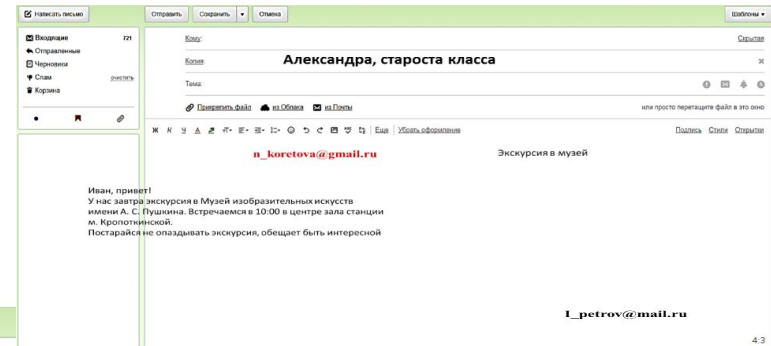 Написать письмо
Отправить Сохранить Отмена Шаблоны
Входящие 721
Отправленные
Черновики
Спам очистить
Корзина
Кому: Скрытая
Копия: Александра, староста класса
Тема:
Прикрепить файл из Облака из Почты или просто перетащите файл в это окно
Ж К Ч А Еще Убрать оформление Подпись Стили Открытки
n_koretova@gmail.ru Экскурсия в музей
Иван, привет!
У нас завтра экскурсия в Музей изобразительных искусств
имени А. С. Пушкина. Встречаемся в 10:00 в центре зала станции
м. Кропоткинской.
Постарайся не опаздывать экскурсия, обещает быть интересной
I_petrov@mail.ru
4:3